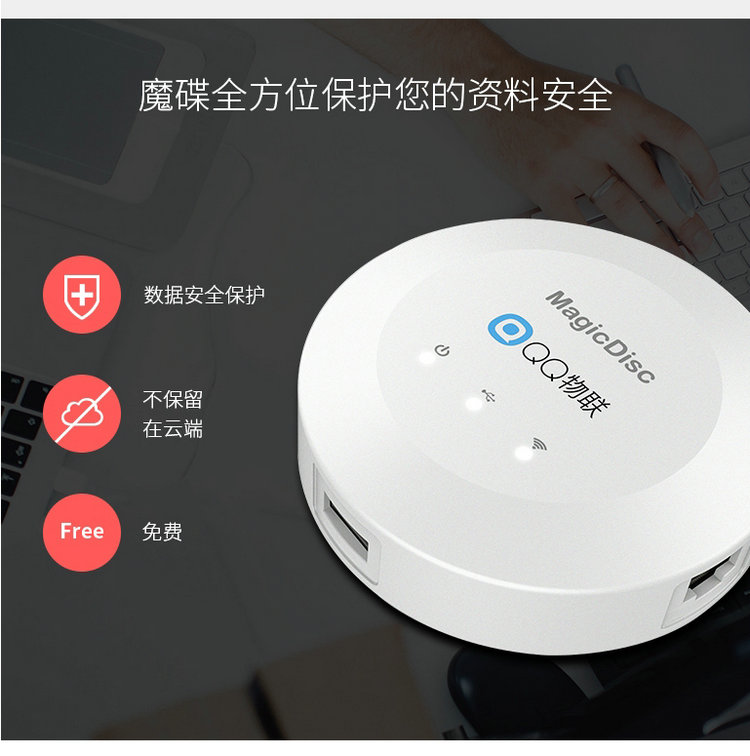 魔碟全方位保护您的资料安全
数据安全保护
不保留
在云端
Free
免费
MagicDisc
QQ物联